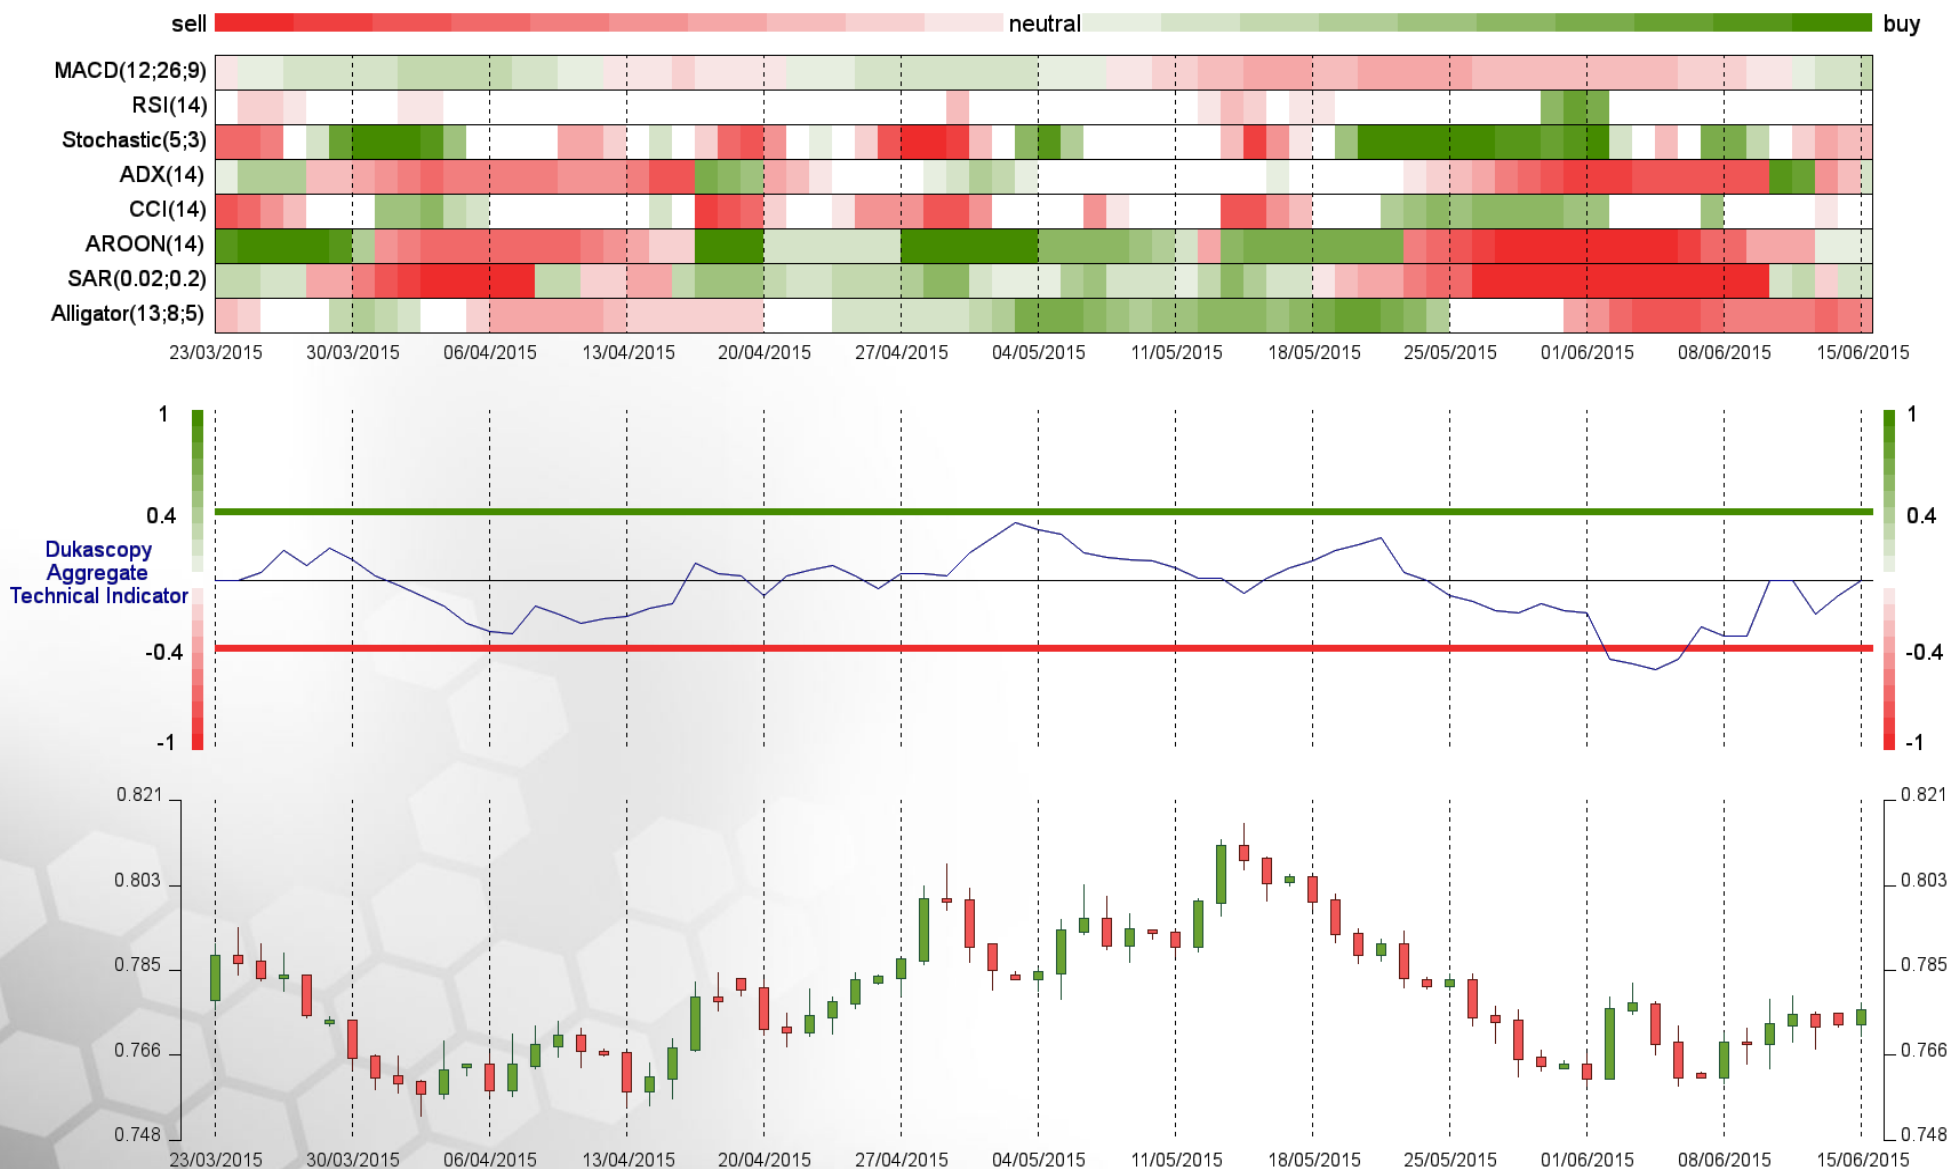 sell neutral buy
MACD(12;26;9)
RSI(14)
Stochastic(5;3)
ADX(14)
CCI(14)
AROON(14)
SAR(0.02;0.2)
Alligator(13;8;5)
23/03/2015 30/03/2015 06/04/2015 13/04/2015 20/04/2015 27/04/2015 04/05/2015 11/05/2015 18/05/2015 25/05/2015 01/06/2015 08/06/2015 15/06/2015
1 1
0.4 0.4
Dukascopy
Aggregate
Technical Indicator
-0.4 -0.4
-1 -1
0.821 0.821
0.803 0.803
0.785 0.785
0.766 0.766
0.748 0.748
23/03/2015 30/03/2015 06/04/2015 13/04/2015 20/04/2015 27/04/2015 04/05/2015 11/05/2015 18/05/2015 25/05/2015 01/06/2015 08/06/2015 15/06/2015